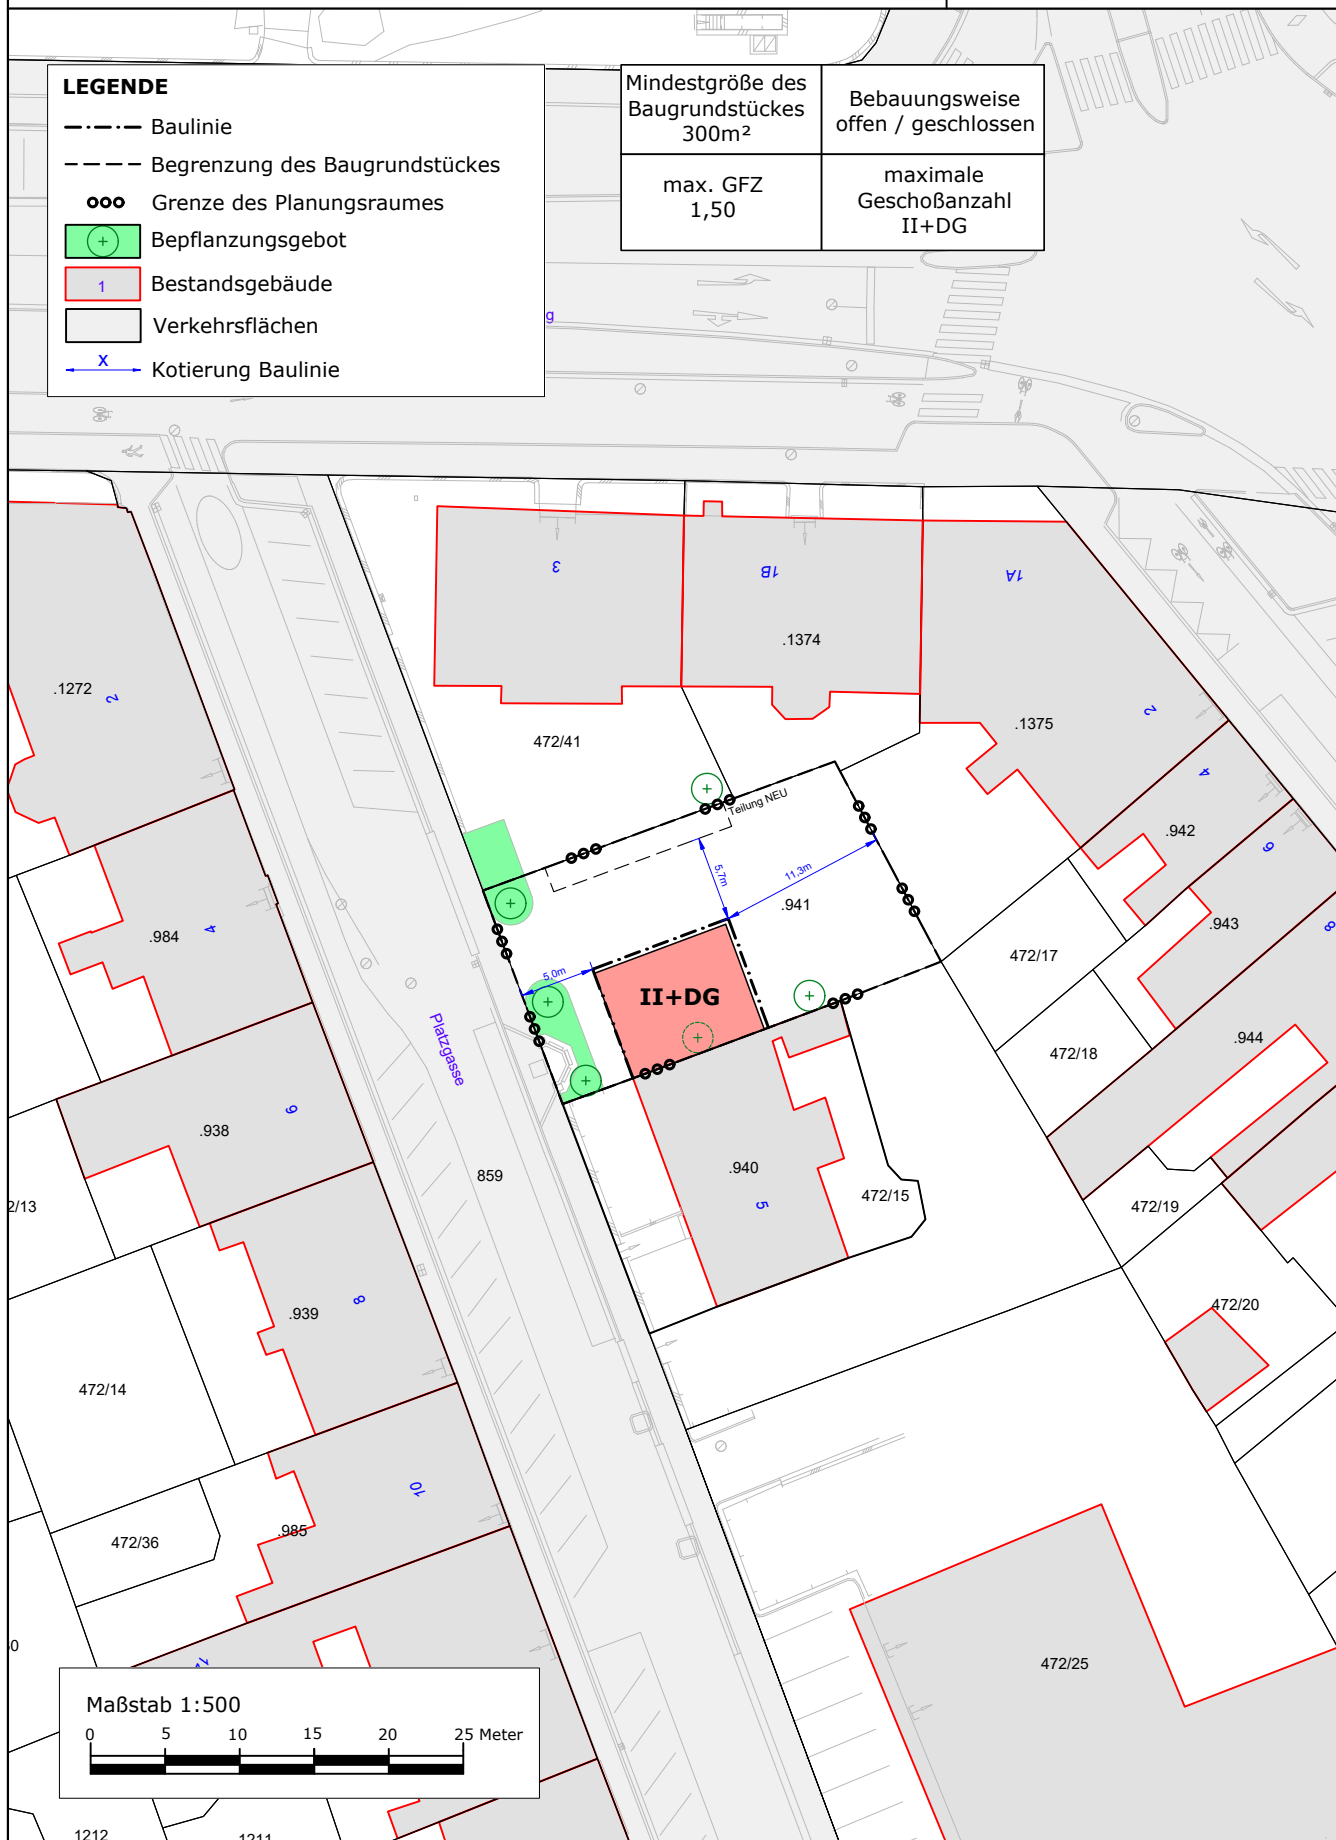 LEGENDE
Baulinie
Begrenzung des Baugrundstückes
Grenze des Planungsraumes
Bepflanzungsgebot
1
Bestandsgebäude
Verkehrsflächen
X
Kotierung Baulinie
Mindestgröße des
Baugrundstückes
300m²
Bebauungsweise
offen / geschlossen
max. GFZ
1,50
maximale
Geschoßanzahl
II+DG
g
3
1B
1A
.1374
.1272
2
472/41
.1375
2
4
Teilung NEU
.942
6
5,7m
11,3m
.941
.943
8
.984
4
472/17
5,0m
II+DG
472/18
.944
Platzgasse
.938
6
.940
5
859
472/15
472/19
2/13
.939
8
472/20
472/14
10
.985
472/36
472/25
Maßstab 1:500
0 5 10 15 20 25 Meter
1212
1211